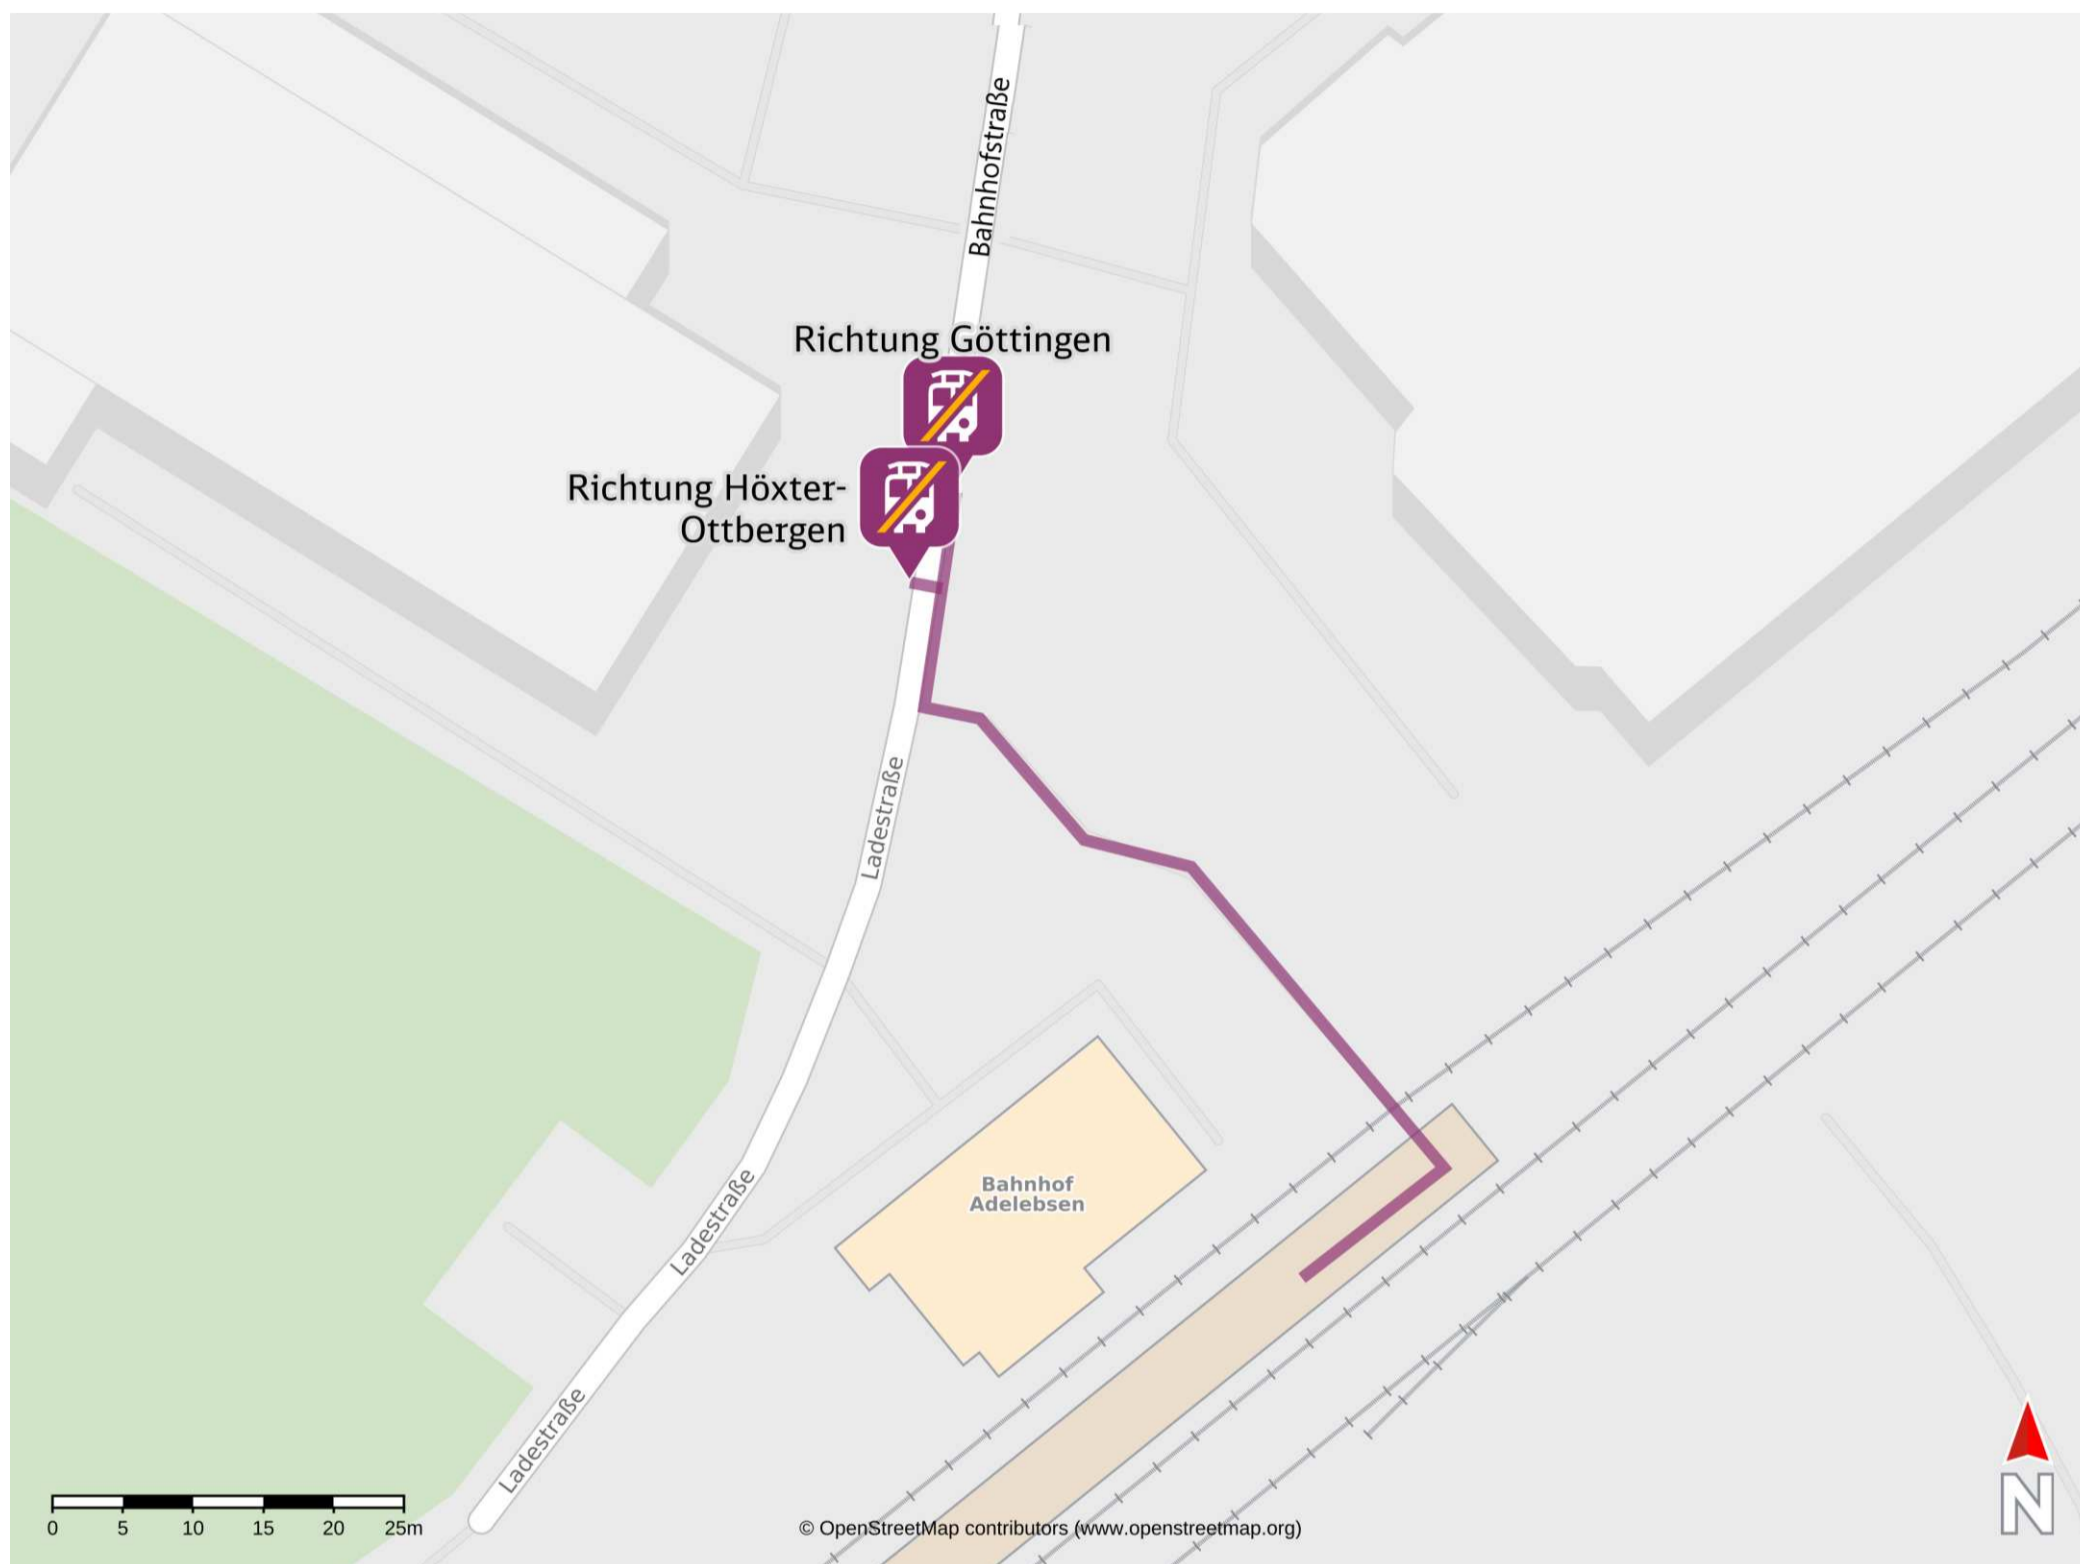 Bahnhofstraße
Richtung Göttingen
Richtung Höxter-
Ottbergen
Ladestraße
Bahnhof
Adelebsen
Ladestraße
Ladestraße
0 5 10 15 20 25m
© OpenStreetMap contributors (www.openstreetmap.org)
N